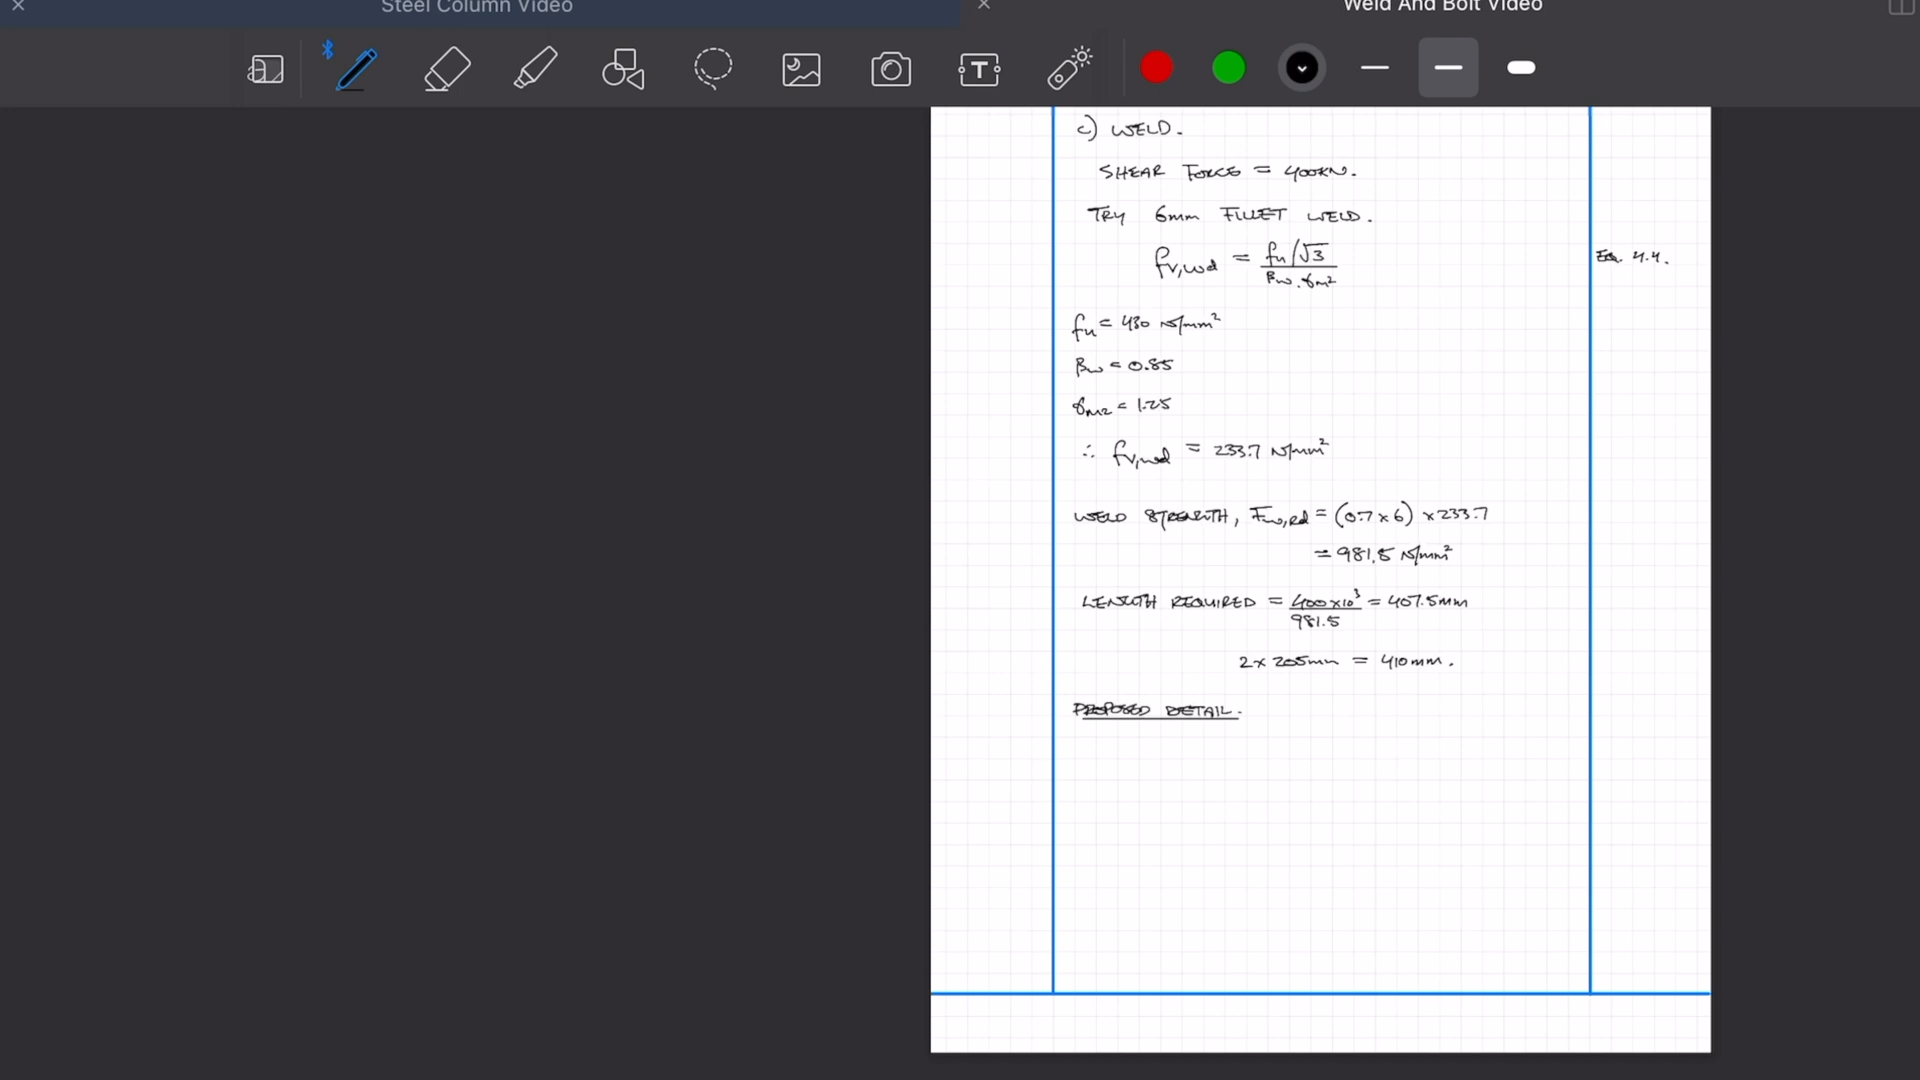 Steel Column Video
Weld And Bolt Video
c) WELD.
SHEAR FORCE = 400KN.
TRY 6mm FILLET WELD.
fv,wd = fu/√3 / βw.γm2
Eq. 4.4.
fu = 430 N/mm²
βw = 0.85
γm2 = 1.25
∴ fv,wd = 233.7 N/mm²
WELD STRENGTH, Fw,Rd = (0.7 x 6) x 233.7
= 981.5 N/mm²
LENGTH REQUIRED = 400x10³ / 981.5 = 407.5mm
2 x 205mm = 410mm.
PROPOSED DETAIL.